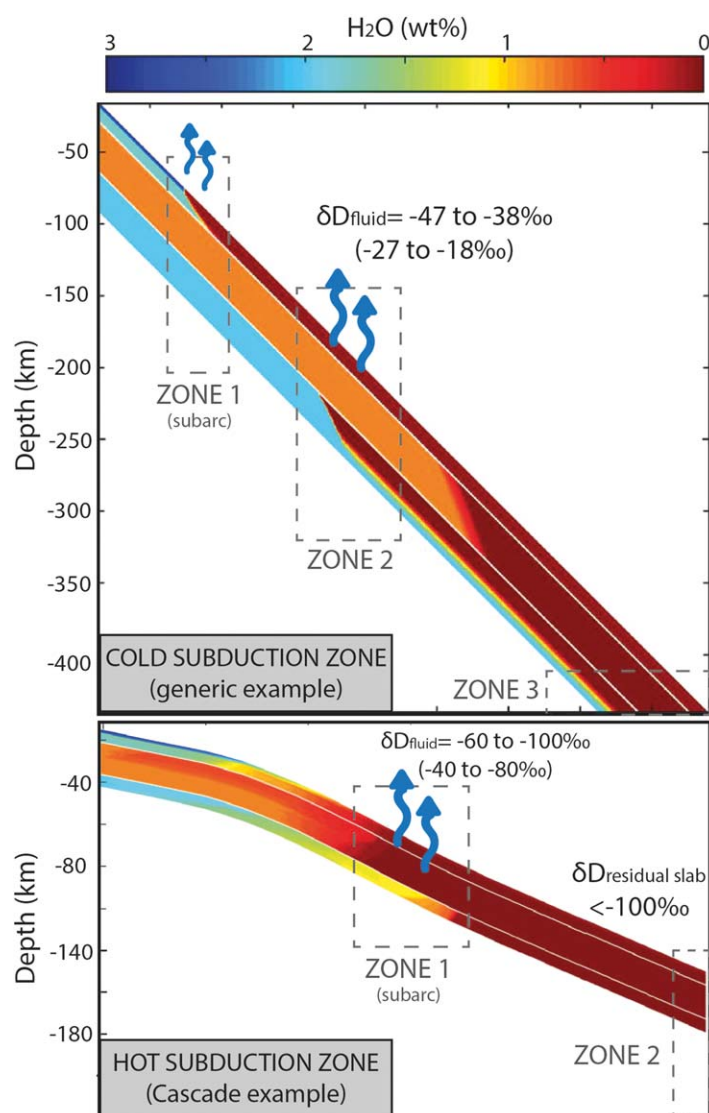 H2O (wt%)
3 2 1 0
-50
-100
-150
-200
-250
-300
-350
-400
Depth (km)
δDfluid= -47 to -38‰
(-27 to -18‰)
ZONE 1
(subarc)
ZONE 2
ZONE 3
COLD SUBDUCTION ZONE
(generic example)
-40
-80
-140
-180
Depth (km)
δDfluid= -60 to -100‰
(-40 to -80‰)
δDresidual slab
<-100‰
ZONE 1
(subarc)
ZONE 2
HOT SUBDUCTION ZONE
(Cascade example)